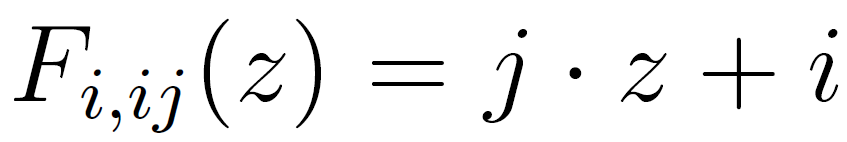 F_{i,ij}(z) = j · z + i